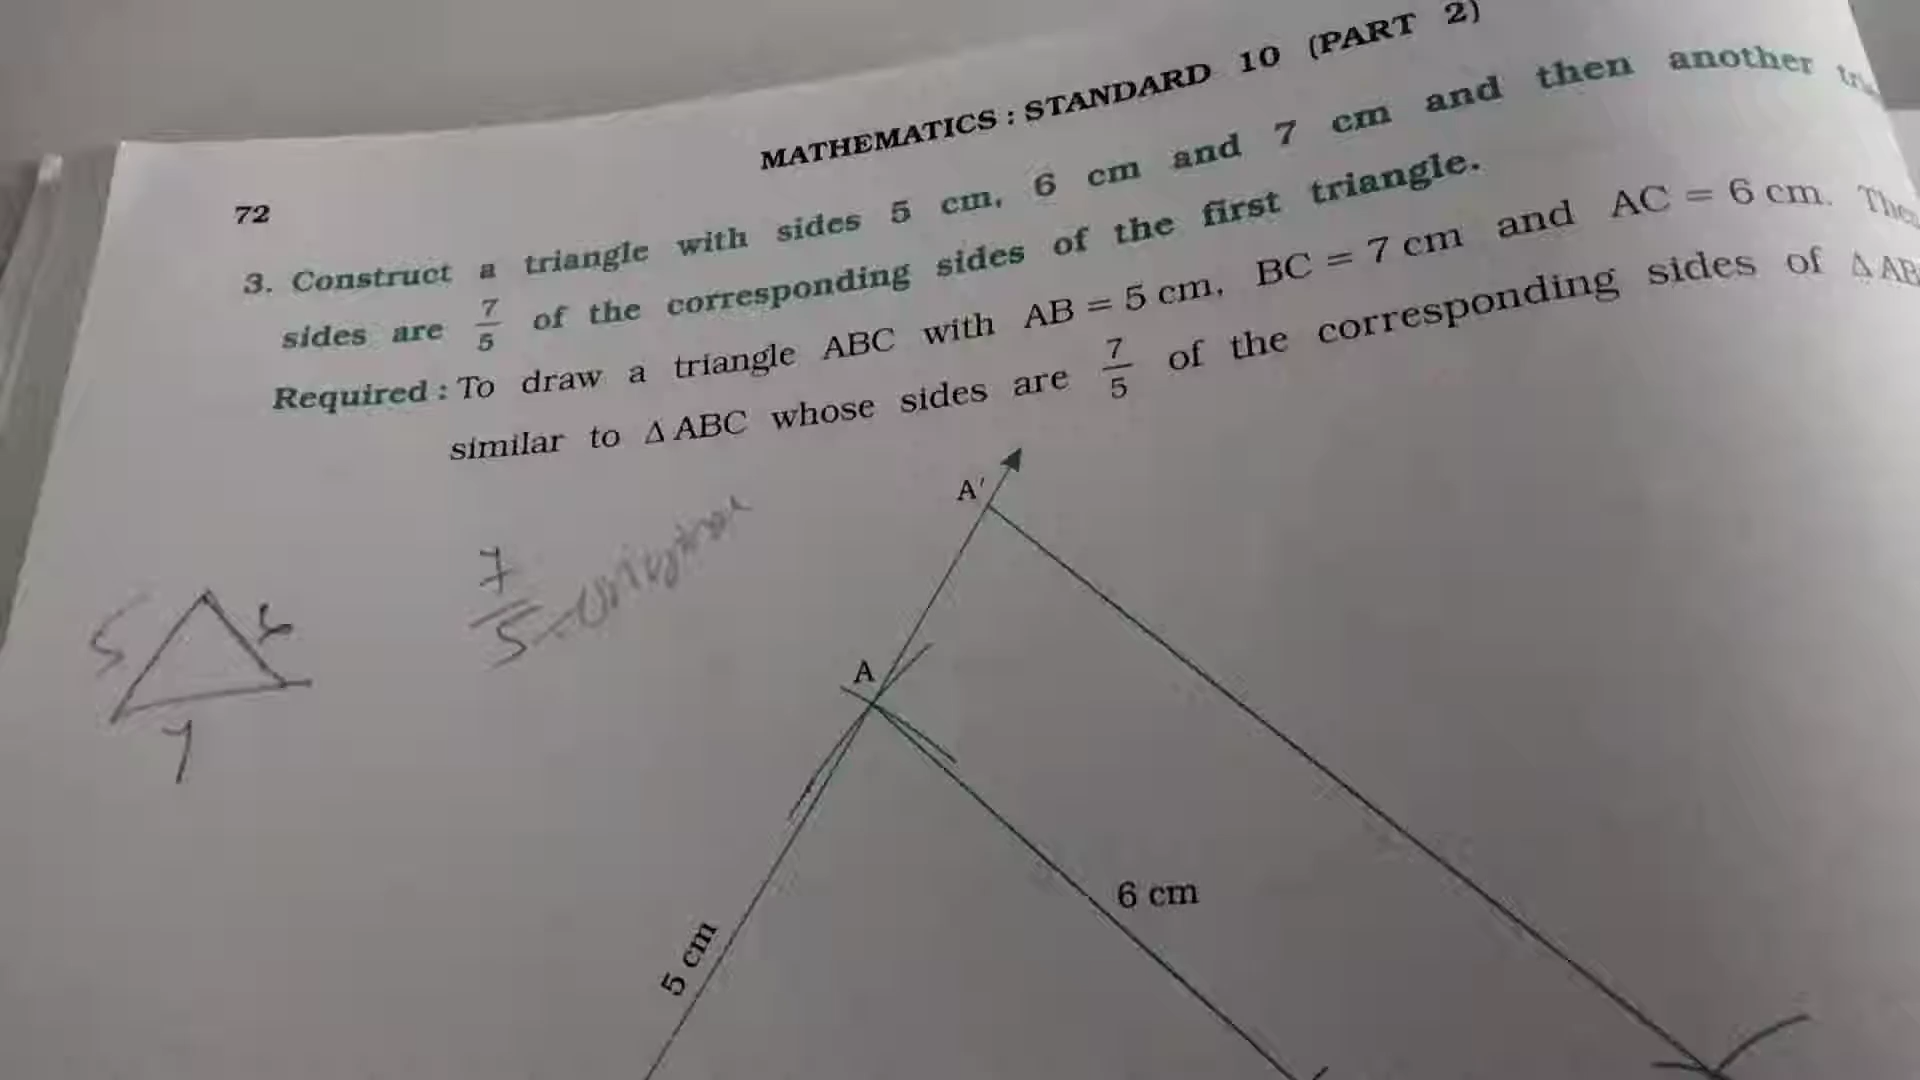 MATHEMATICS : STANDARD 10 (PART 2)
72
3. Construct a triangle with sides 5 cm, 6 cm and 7 cm and then another
sides are 7/5 of the corresponding sides of the first triangle.
Required : To draw a triangle ABC with AB = 5 cm, BC = 7 cm and AC = 6 cm.
similar to Δ ABC whose sides are 7/5 of the corresponding sides of Δ
A′
7
5
5
6
7
A
6 cm
5 cm